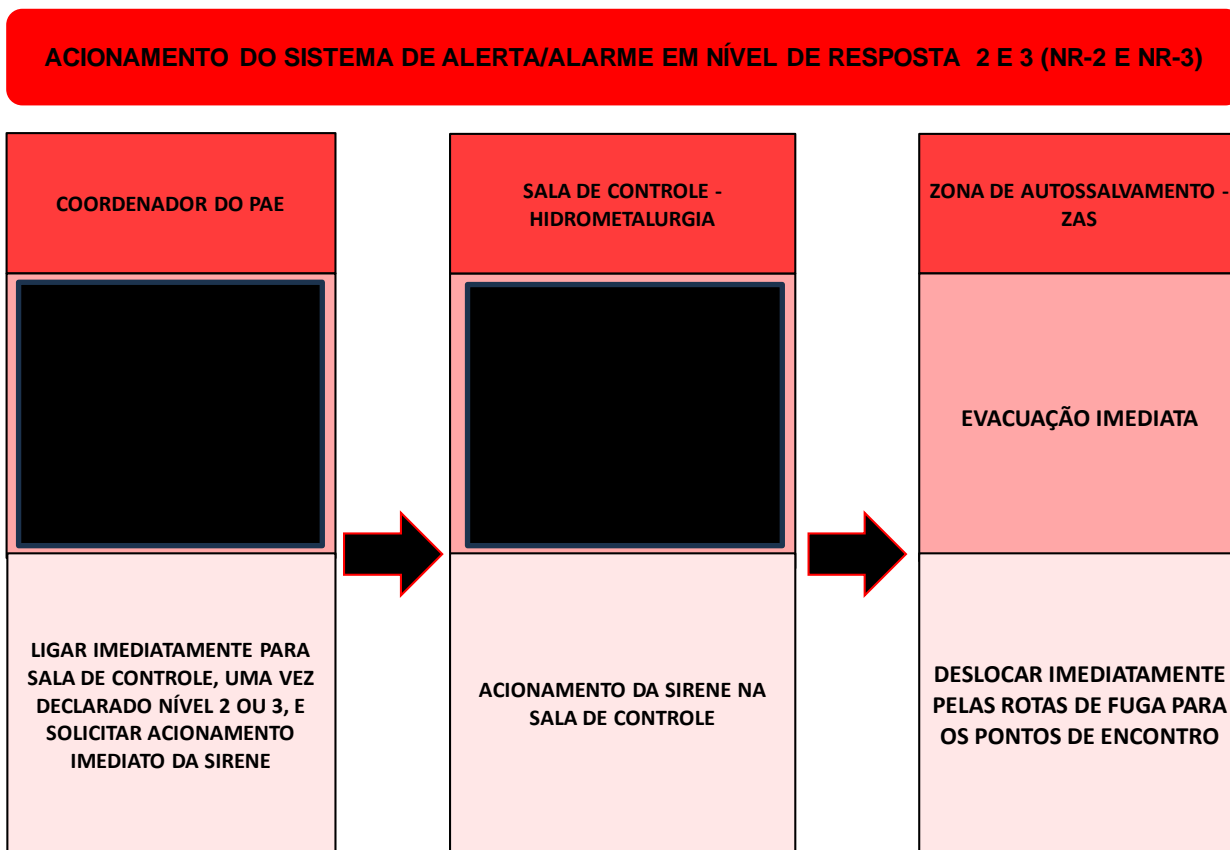 ACIONAMENTO DO SISTEMA DE ALERTA/ALARME EM NÍVEL DE RESPOSTA 2 E 3 (NR-2 E NR-3)
COORDENADOR DO PAE
LIGAR IMEDIATAMENTE PARA
SALA DE CONTROLE, UMA VEZ
DECLARADO NÍVEL 2 OU 3, E
SOLICITAR ACIONAMENTO
IMEDIATO DA SIRENE
SALA DE CONTROLE -
HIDROMETALURGIA
ACIONAMENTO DA SIRENE NA
SALA DE CONTROLE
ZONA DE AUTOSSALVAMENTO -
ZAS
EVACUAÇÃO IMEDIATA
DESLOCAR IMEDIATAMENTE
PELAS ROTAS DE FUGA PARA
OS PONTOS DE ENCONTRO